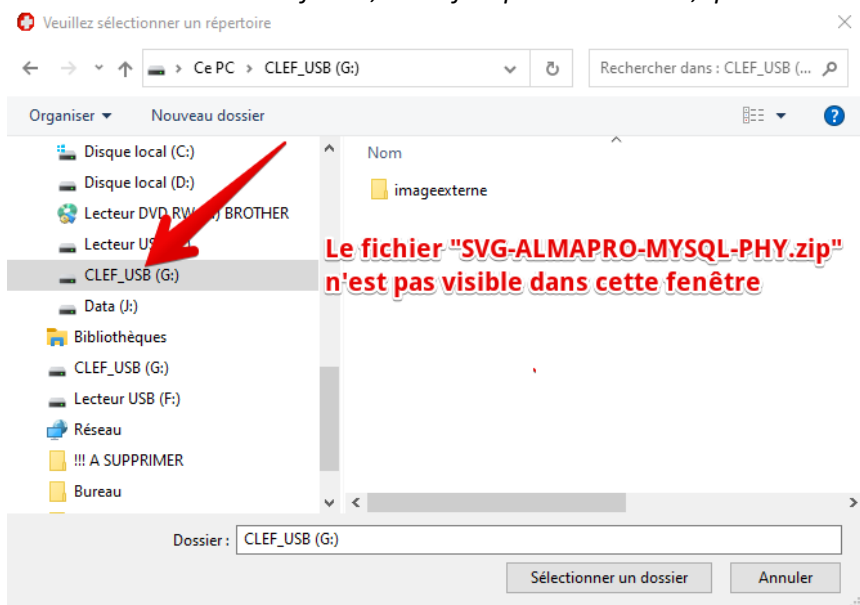 Veuillez sélectionner un répertoire
Ce PC > CLEF_USB (G:)
Rechercher dans : CLEF_USB (...
Organiser
Nouveau dossier
Disque local (C:)
Nom
Disque local (D:)
imageexterne
Lecteur DVD RW BROTHER
Lecteur
Le fichier "SVG-ALMAPRO-MYSQL-PHY.zip"
n'est pas visible dans cette fenêtre
CLEF_USB (G:)
Data (J:)
Bibliothèques
CLEF_USB (G:)
Lecteur USB (F:)
Réseau
!!! A SUPPRIMER
Bureau
Dossier : CLEF_USB (G:)
Sélectionner un dossier
Annuler